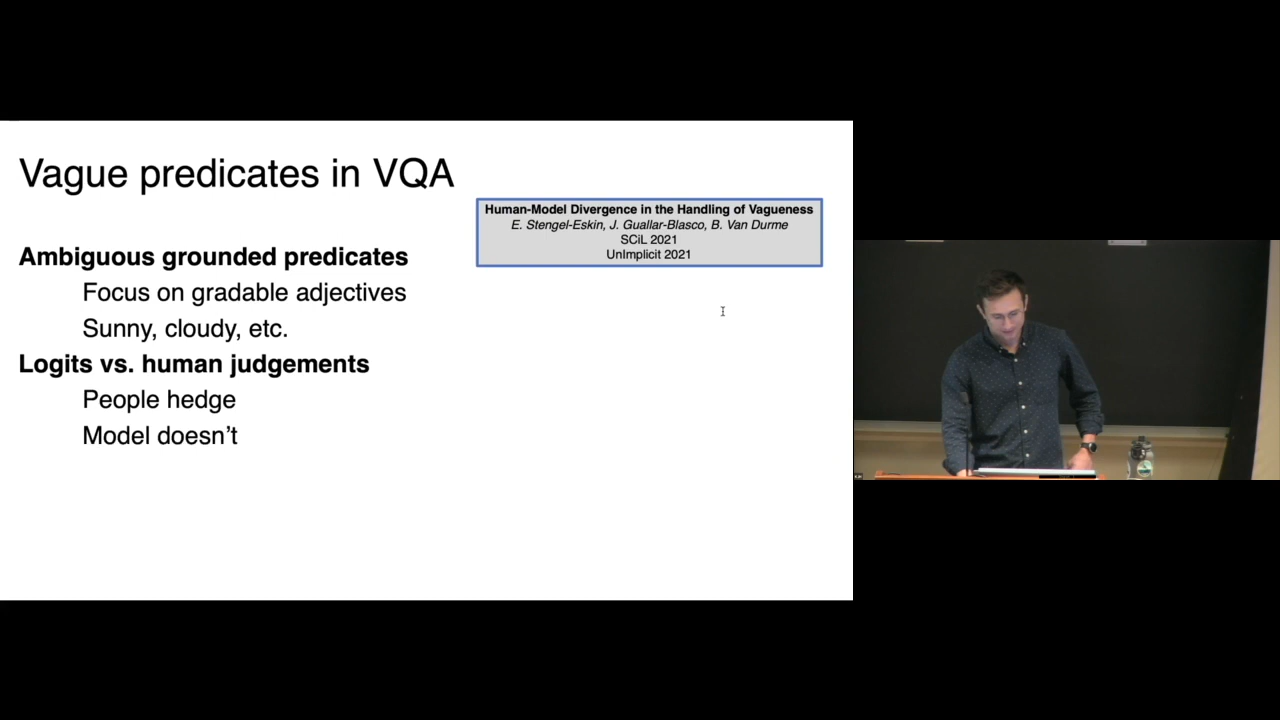 Vague predicates in VQA
Human-Model Divergence in the Handling of Vagueness
E. Stengel-Eskin, J. Guallar-Blasco, B. Van Durme
SCiL 2021
UnImplicit 2021
Ambiguous grounded predicates
Focus on gradable adjectives
Sunny, cloudy, etc.
Logits vs. human judgements
People hedge
Model doesn't